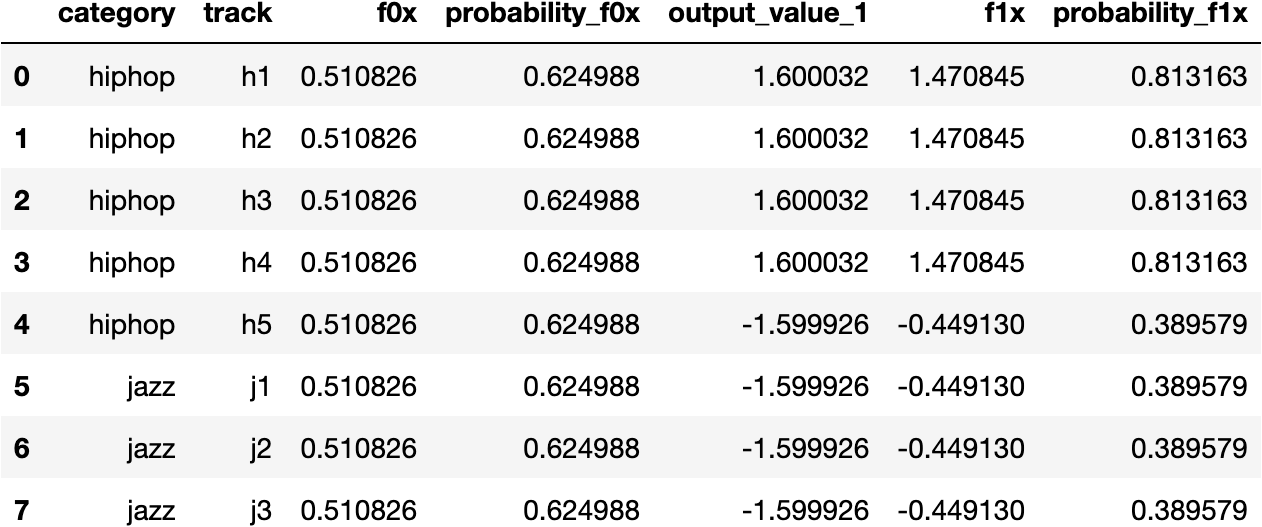 category track f0x probability_f0x output_value_1 f1x probability_f1x
0 hiphop h1 0.510826 0.624988 1.600032 1.470845 0.813163
1 hiphop h2 0.510826 0.624988 1.600032 1.470845 0.813163
2 hiphop h3 0.510826 0.624988 1.600032 1.470845 0.813163
3 hiphop h4 0.510826 0.624988 1.600032 1.470845 0.813163
4 hiphop h5 0.510826 0.624988 -1.599926 -0.449130 0.389579
5 jazz j1 0.510826 0.624988 -1.599926 -0.449130 0.389579
6 jazz j2 0.510826 0.624988 -1.599926 -0.449130 0.389579
7 jazz j3 0.510826 0.624988 -1.599926 -0.449130 0.389579